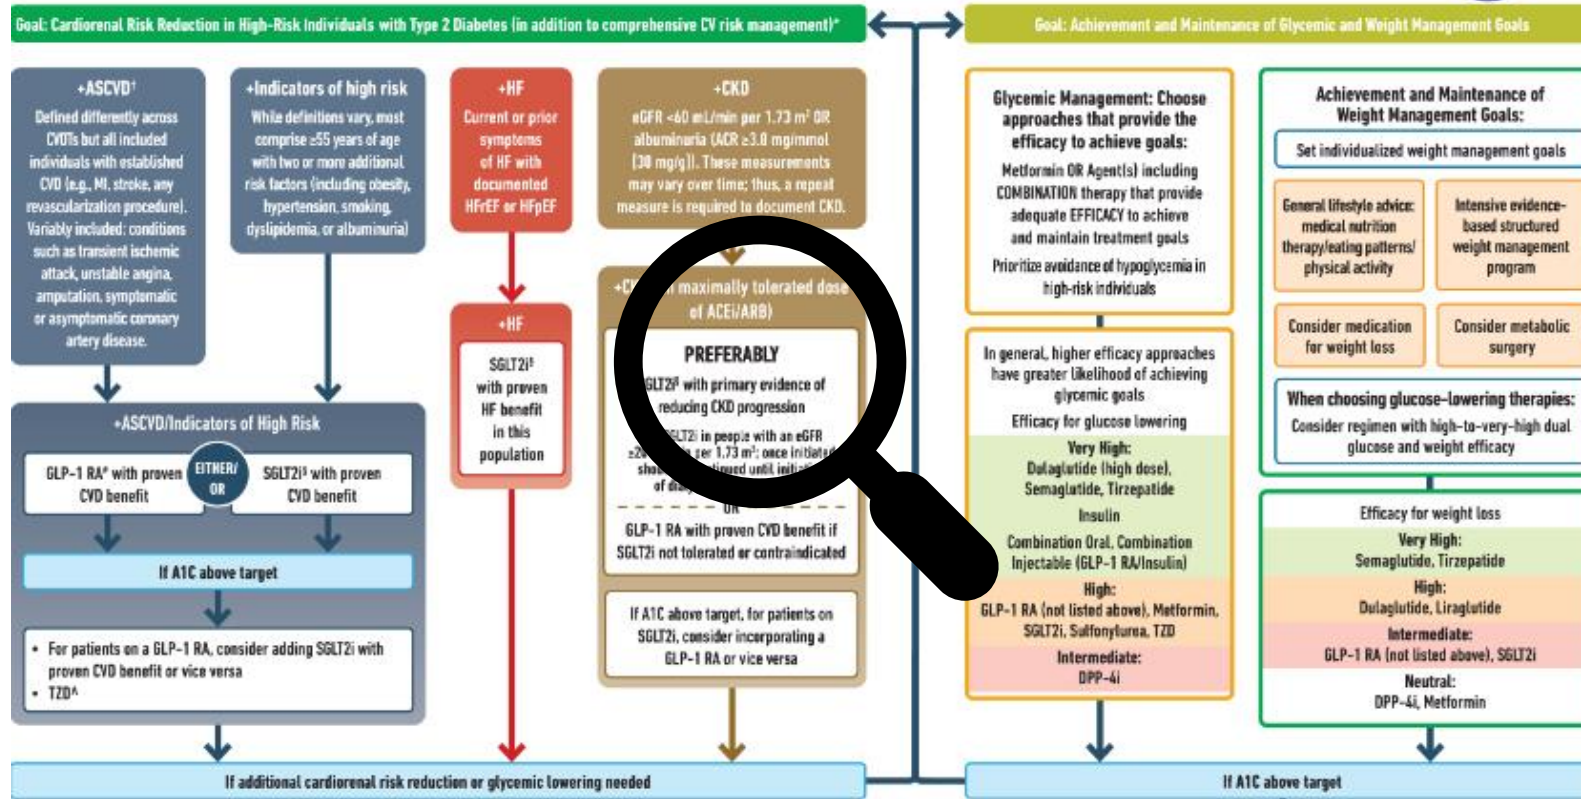 Goal: Cardiorenal Risk Reduction in High-Risk Individuals with Type 2 Diabetes (in addition to comprehensive CV risk management)*
+ASCVD†
Defined differently across
CVOTs but all included
individuals with established
CVD (e.g., MI, stroke, any
revascularization procedure).
Variably included: conditions
such as transient ischemic
attack, unstable angina,
amputation, symptomatic
or asymptomatic coronary
artery disease.
+Indicators of high risk
While definitions vary, most
comprise ≥55 years of age
with two or more additional
risk factors (including obesity,
hypertension, smoking,
dyslipidemia, or albuminuria)
+ASCVD/Indicators of High Risk
GLP-1 RA# with proven
CVD benefit
EITHER/
OR
SGLT2i§ with proven
CVD benefit
If A1C above target
• For patients on a GLP-1 RA, consider adding SGLT2i with
proven CVD benefit or vice versa
• TZD^
+HF
Current or prior
symptoms
of HF with
documented
HFrEF or HFpEF
+HF
SGLT2i§
with proven
HF benefit
in this
population
+CKD
eGFR <60 mL/min per 1.73 m² OR
albuminuria (ACR ≥3.0 mg/mmol
[30 mg/g]). These measurements
may vary over time; thus, a repeat
measure is required to document CKD.
maximally tolerated dose
of ACEi/ARB)
PREFERABLY
with primary evidence of
reducing CKD progression
in people with an eGFR
per 1.73 m²; once initiated
until
of
OR
GLP-1 RA with proven CVD benefit if
SGLT2i not tolerated or contraindicated
If A1C above target, for patients on
SGLT2i, consider incorporating a
GLP-1 RA or vice versa
If additional cardiorenal risk reduction or glycemic lowering needed
Goal: Achievement and Maintenance of Glycemic and Weight Management Goals
Glycemic Management: Choose
approaches that provide the
efficacy to achieve goals:
Metformin OR Agent(s) including
COMBINATION therapy that provide
adequate EFFICACY to achieve
and maintain treatment goals
Prioritize avoidance of hypoglycemia in
high-risk individuals
In general, higher efficacy approaches
have greater likelihood of achieving
glycemic goals
Efficacy for glucose lowering
Very High:
Dulaglutide (high dose),
Semaglutide, Tirzepatide
Insulin
Combination Oral, Combination
Injectable (GLP-1 RA/Insulin)
High:
GLP-1 RA (not listed above), Metformin,
SGLT2i, Sulfonylurea, TZD
Intermediate:
DPP-4i
Achievement and Maintenance of
Weight Management Goals:
Set individualized weight management goals
General lifestyle advice:
medical nutrition
therapy/eating patterns/
physical activity
Intensive evidence-
based structured
weight management
program
Consider medication
for weight loss
Consider metabolic
surgery
When choosing glucose-lowering therapies:
Consider regimen with high-to-very-high dual
glucose and weight efficacy
Efficacy for weight loss
Very High:
Semaglutide, Tirzepatide
High:
Dulaglutide, Liraglutide
Intermediate:
GLP-1 RA (not listed above), SGLT2i
Neutral:
DPP-4i, Metformin
If A1C above target